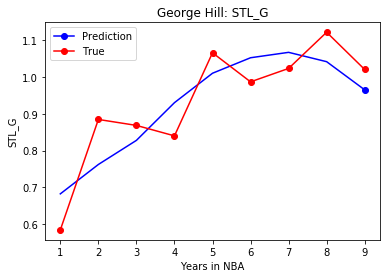 George Hill: STL_G
Prediction
True
1.1
1.0
0.9
0.8
0.7
0.6
STL_G
1 2 3 4 5 6 7 8 9
Years in NBA